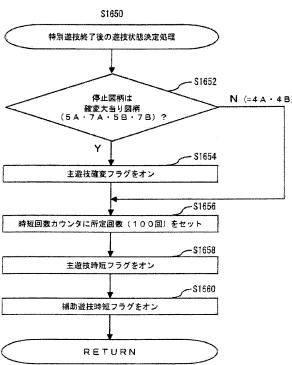 S1650
特別遊技終了後の遊技状態決定処理
S1652
停止図柄は
確変大当り図柄
(5A・7A・5B・7B)?
N(=4A・4B)
Y
S1654
主遊技確変フラグをオン
S1656
時短回数カウンタに所定回数(100回)をセット
S1658
主遊技時短フラグをオン
S1660
補助遊技時短フラグをオン
RETURN